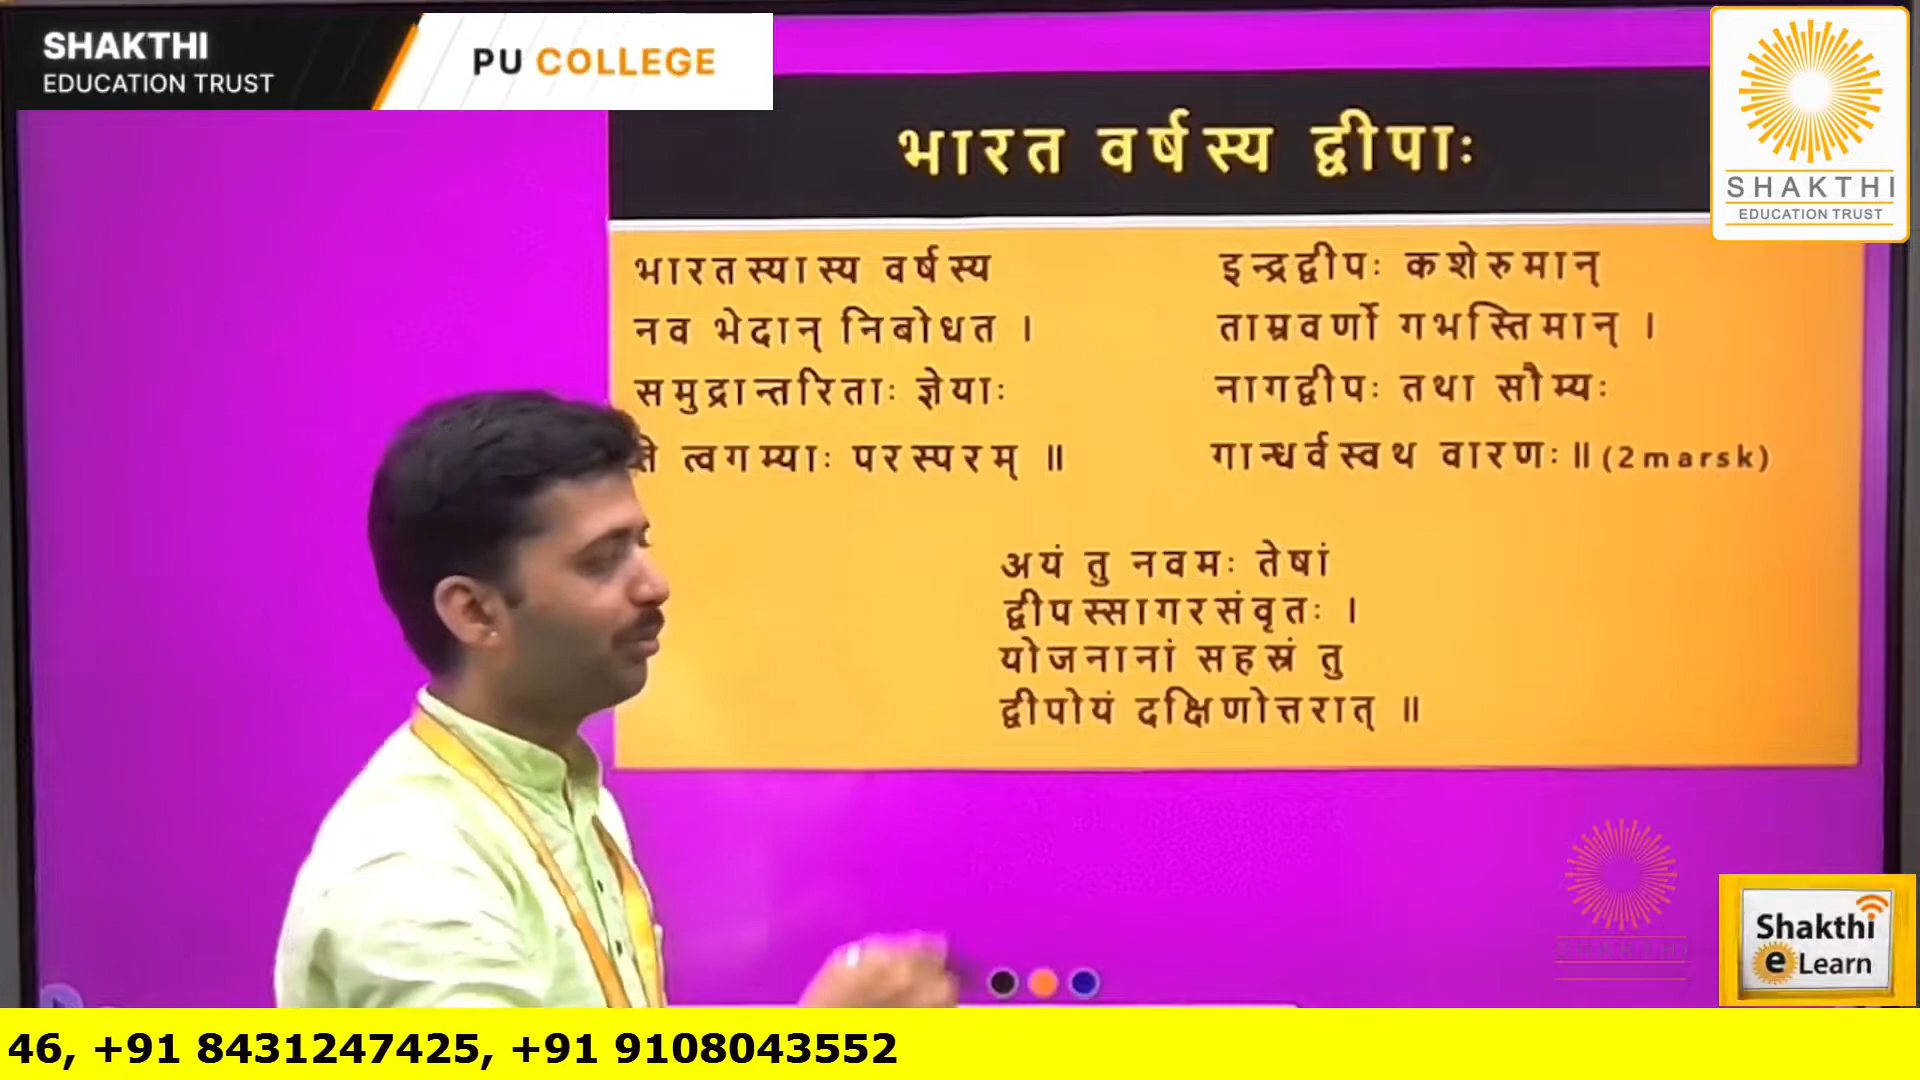 SHAKTHI
EDUCATION TRUST
PU COLLEGE
SHAKTHI
EDUCATION TRUST
भारत वर्षस्य द्वीपाः
भारतस्यास्य वर्षस्य
नव भेदान् निबोधत ।
समुद्रान्तरिताः ज्ञेयाः
ते त्वगम्याः परस्परम् ॥
इन्द्रद्वीपः कशेरुमान्
ताम्रवर्णो गभस्तिमान् ।
नागद्वीपः तथा सौम्यः
गान्धर्वस्वथ वारणः॥(2marsk)
अयं तु नवमः तेषां
द्वीपस्सागरसंवृतः ।
योजनानां सहस्रं तु
द्वीपोयं दक्षिणोत्तरात् ॥
SHAKTHI
Shakthi
e Learn
46, +91 8431247425, +91 9108043552